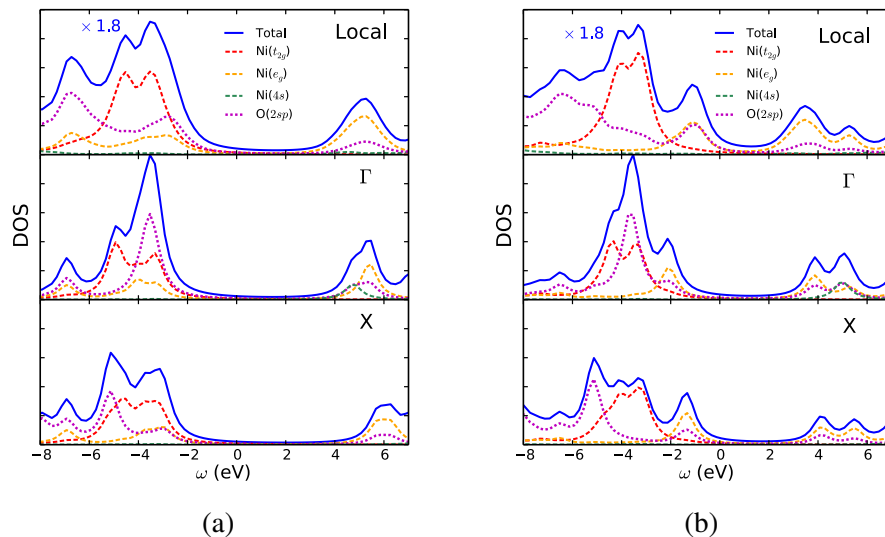 × 1.8
Local
Total
Ni(t2g)
Ni(eg)
Ni(4s)
O(2sp)
Γ
DOS
X
−8 −6 −4 −2 0 2 4 6
ω (eV)
(a)
× 1.8
Local
Total
Ni(t2g)
Ni(eg)
Ni(4s)
O(2sp)
Γ
DOS
X
−8 −6 −4 −2 0 2 4 6
ω (eV)
(b)